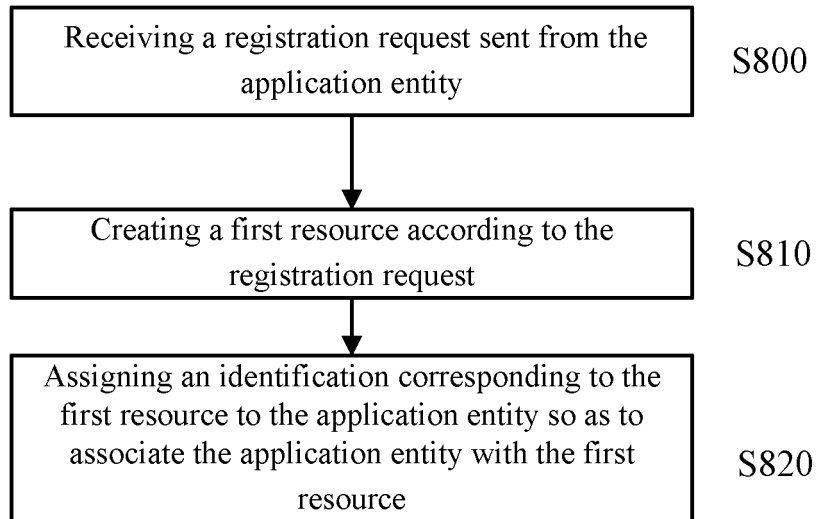 Receiving a registration request sent from the
application entity
S800
Creating a first resource according to the
registration request
S810
Assigning an identification corresponding to the
first resource to the application entity so as to
associate the application entity with the first
resource
S820